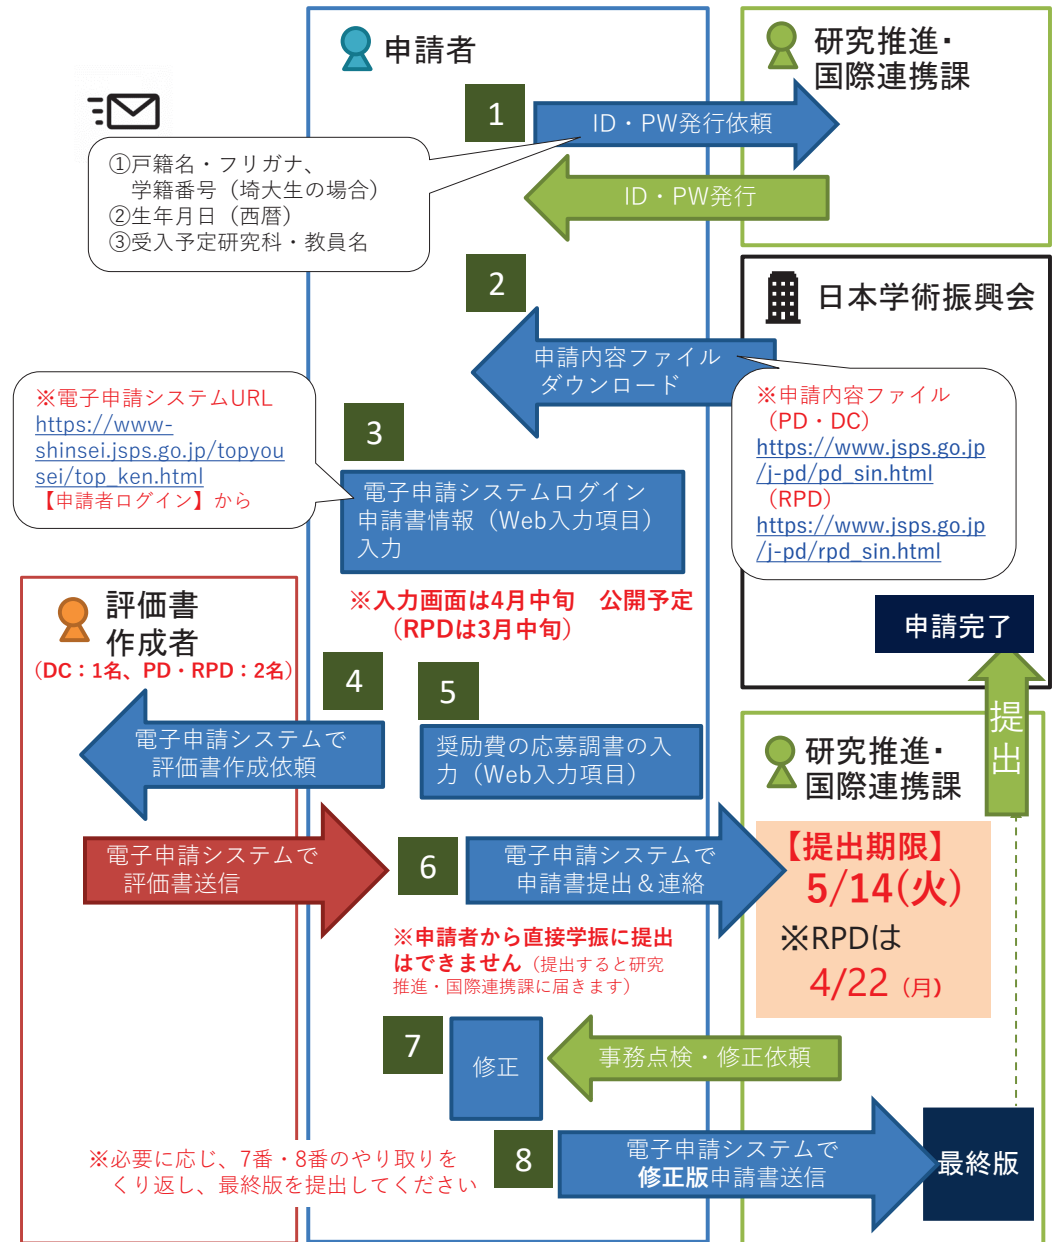 申請者
研究推進・
国際連携課
1
ID・PW発行依頼
①戸籍名・フリガナ、
学籍番号（埼大生の場合）
②生年月日（西暦）
③受入予定研究科・教員名
ID・PW発行
2
日本学術振興会
申請内容ファイル
ダウンロード
※電子申請システムURL
https://www-
shinsei.jsps.go.jp/topyou
sei/top_ken.html
【申請者ログイン】から
※申請内容ファイル
（PD・DC）
https://www.jsps.go.jp
/j-pd/pd_sin.html
（RPD）
https://www.jsps.go.jp
/j-pd/rpd_sin.html
3
電子申請システムログイン
申請書情報（Web入力項目）
入力
※入力画面は4月中旬　公開予定
（RPDは3月中旬）
評価書
作成者
（DC：1名、PD・RPD：2名）
申請完了
4
電子申請システムで
評価書作成依頼
5
奨励費の応募調書の入
力（Web入力項目）
提出
研究推進・
国際連携課
電子申請システムで
評価書送信
6
電子申請システムで
申請書提出＆連絡
【提出期限】
5/14(火)
※RPDは
4/22（月）
※申請者から直接学振に提出
はできません（提出すると研究
推進・国際連携課に届きます）
7
修正
事務点検・修正依頼
8
電子申請システムで
修正版申請書送信
最終版
※必要に応じ、7番・8番のやり取りを
くり返し、最終版を提出してください